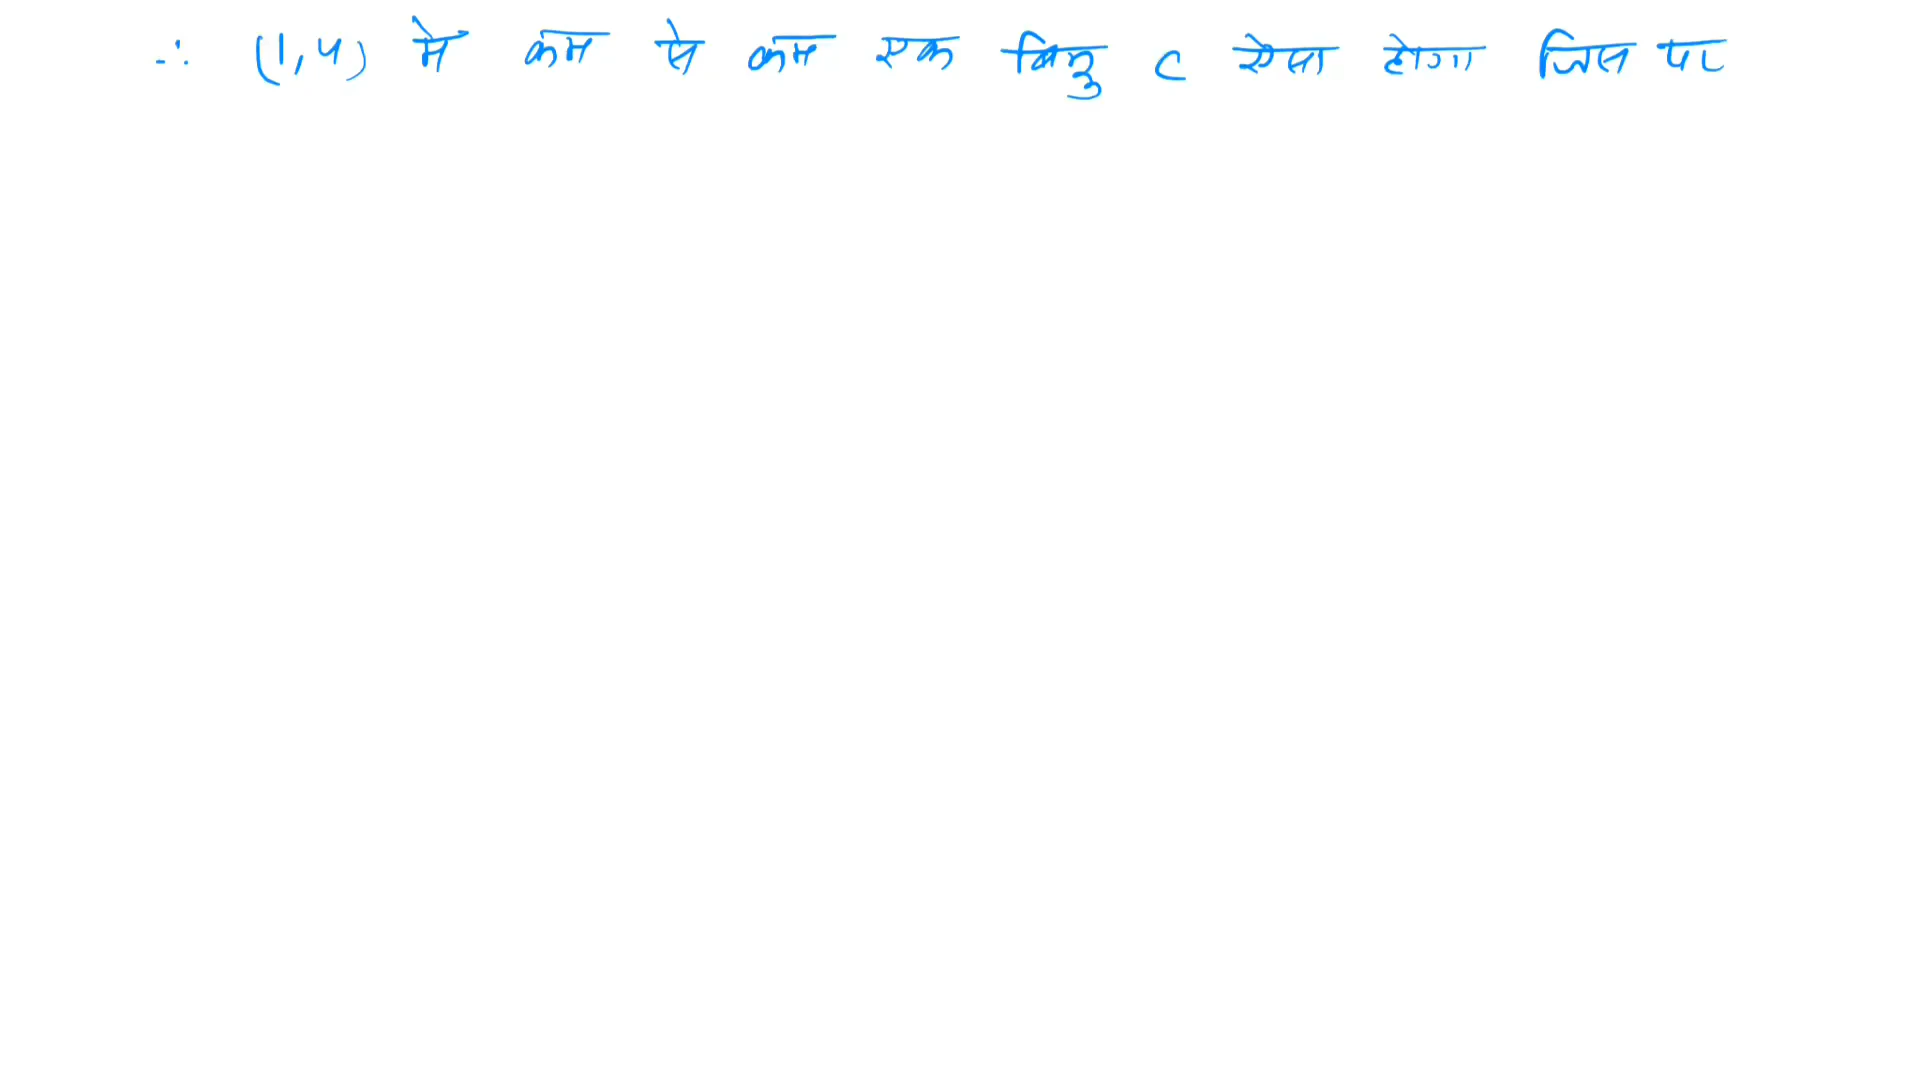 ∴ (1,4) में कम से कम एक बिन्दु c ऐसा होगा जिस पर